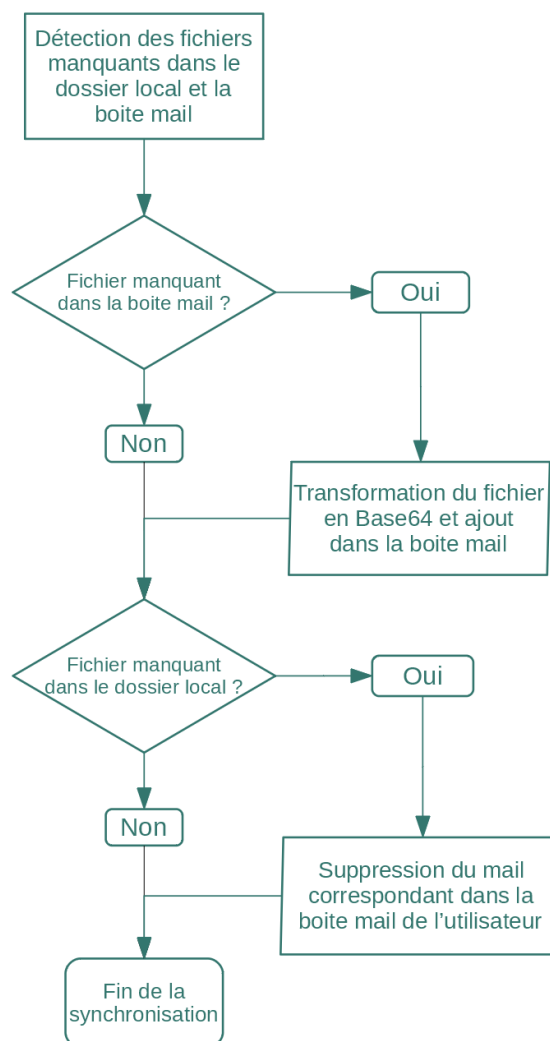 Détection des fichiers
manquants dans le
dossier local et la
boite mail
Fichier manquant
dans la boite mail ?
Oui
Non
Transformation du fichier
en Base64 et ajout
dans la boite mail
Fichier manquant
dans le dossier local ?
Oui
Non
Suppression du mail
correspondant dans la
boite mail de l’utilisateur
Fin de la
synchronisation